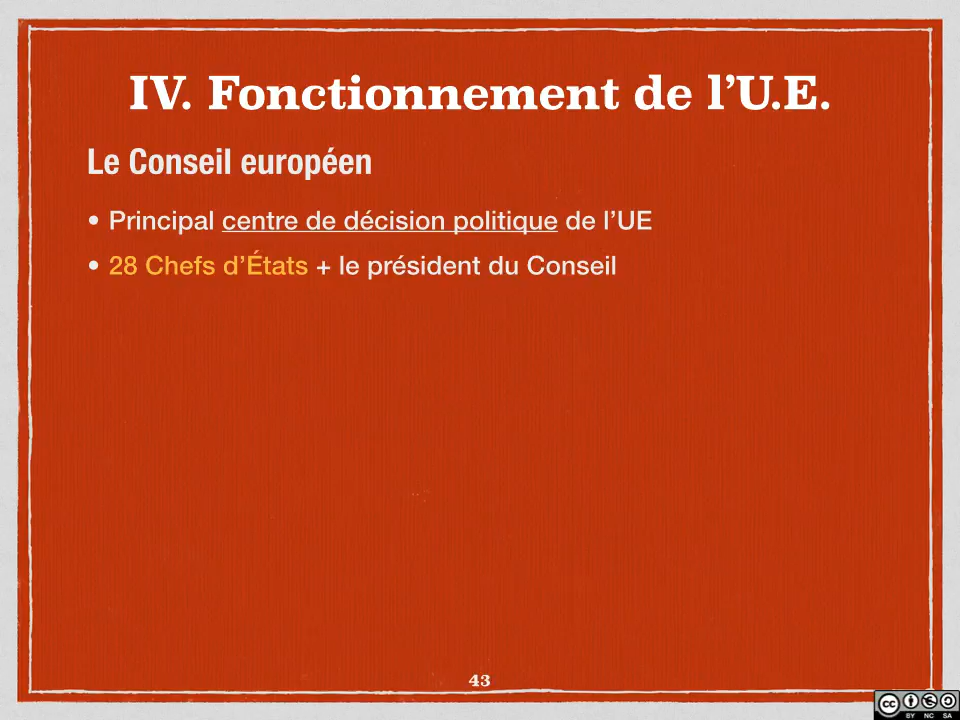 IV. Fonctionnement de l’U.E.
Le Conseil européen
• Principal centre de décision politique de l’UE
• 28 Chefs d’États + le président du Conseil
43
cc
BY NC SA